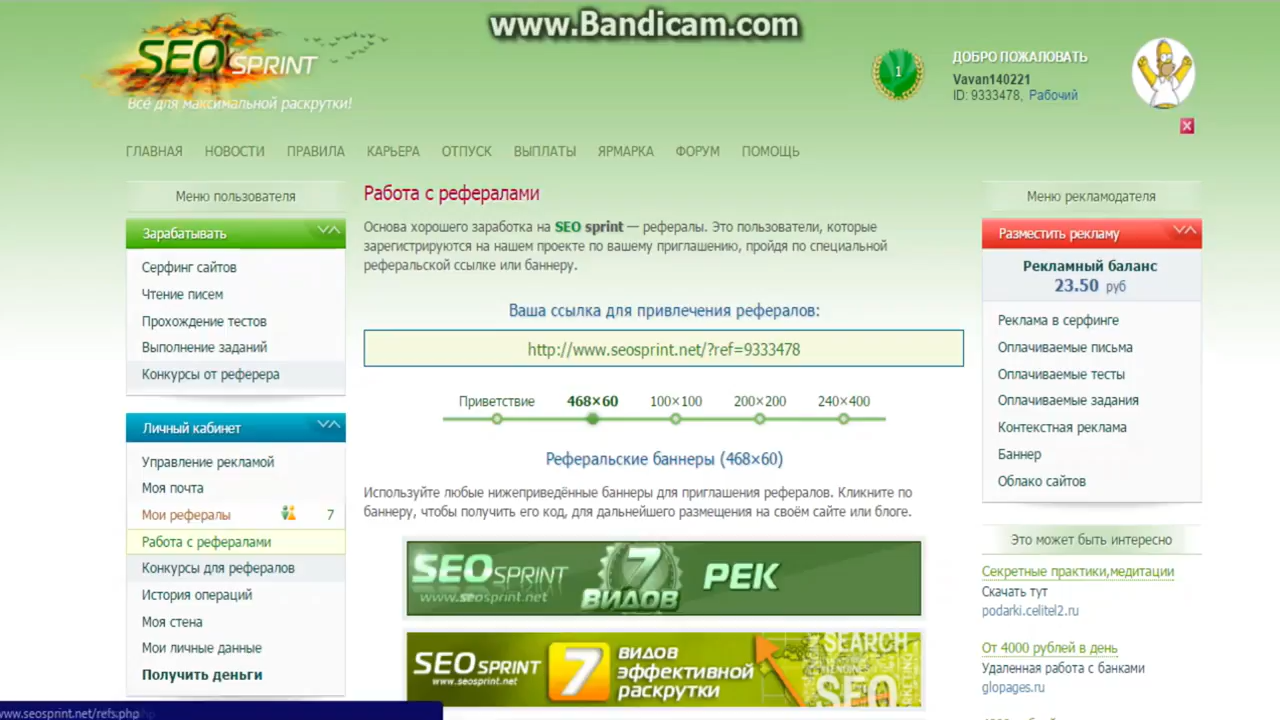 www.Bandicam.com
SEO SPRINT
Всё для максимальной раскрутки!
1
ДОБРО ПОЖАЛОВАТЬ
Vavan140221
ID: 9333478, Рабочий
ГЛАВНАЯ НОВОСТИ ПРАВИЛА КАРЬЕРА ОТПУСК ВЫПЛАТЫ ЯРМАРКА ФОРУМ ПОМОЩЬ
Меню пользователя
Зарабатывать
Серфинг сайтов
Чтение писем
Прохождение тестов
Выполнение заданий
Конкурсы от реферера
Личный кабинет
Управление рекламой
Моя почта
Мои рефералы 7
Работа с рефералами
Конкурсы для рефералов
История операций
Моя стена
Мои личные данные
Получить деньги
www.seosprint.net/refs.php
Работа с рефералами
Основа хорошего заработка на SEO sprint — рефералы. Это пользователи, которые
зарегистрируются на нашем проекте по вашему приглашению, пройдя по специальной
реферальской ссылке или баннеру.
Ваша ссылка для привлечения рефералов:
http://www.seosprint.net/?ref=9333478
Приветствие 468×60 100×100 200×200 240×400
Реферальские баннеры (468×60)
Используйте любые нижеприведённые баннеры для приглашения рефералов. Кликните по
баннеру, чтобы получить его код, для дальнейшего размещения на своём сайте или блоге.
SEO SPRINT
www.seosprint.net
7
ВИДОВ
РЕК
SEO SPRINT
www.seosprint.net
7
видов
эффективной
раскрутки
SEARCH
SEO
Меню рекламодателя
Разместить рекламу
Рекламный баланс
23.50 руб
Реклама в серфинге
Оплачиваемые письма
Оплачиваемые тесты
Оплачиваемые задания
Контекстная реклама
Баннер
Облако сайтов
Это может быть интересно
Секретные практики,медитации
Скачать тут
podarki.celitel2.ru
От 4000 рублей в день
Удаленная работа с банками
glopages.ru